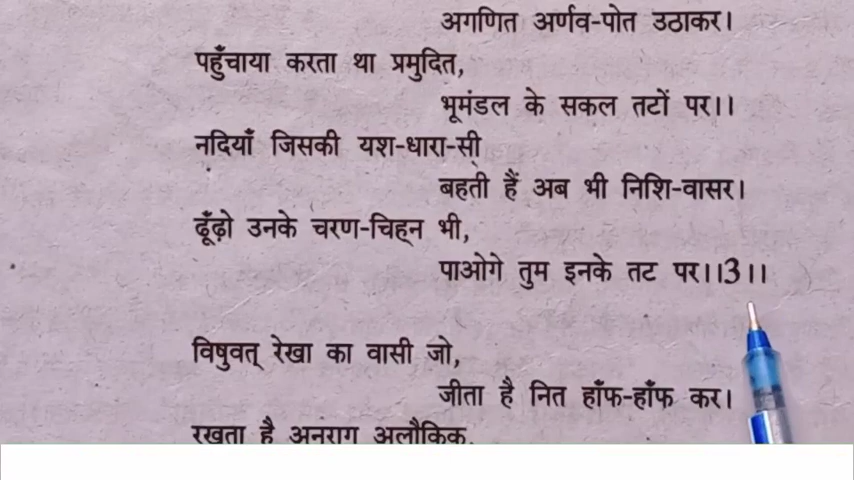 अगणित अर्णव-पोत उठाकर।
पहुँचाया करता था प्रमुदित,
भूमंडल के सकल तटों पर।।
नदियाँ जिसकी यश-धारा-सी
बहती हैं अब भी निशि-वासर।
ढूँढ़ो उनके चरण-चिह्न भी,
पाओगे तुम इनके तट पर।।3।।
विषुवत् रेखा का वासी जो,
जीता है नित हाँफ-हाँफ कर।
रखता है अनुराग अलौकिक,